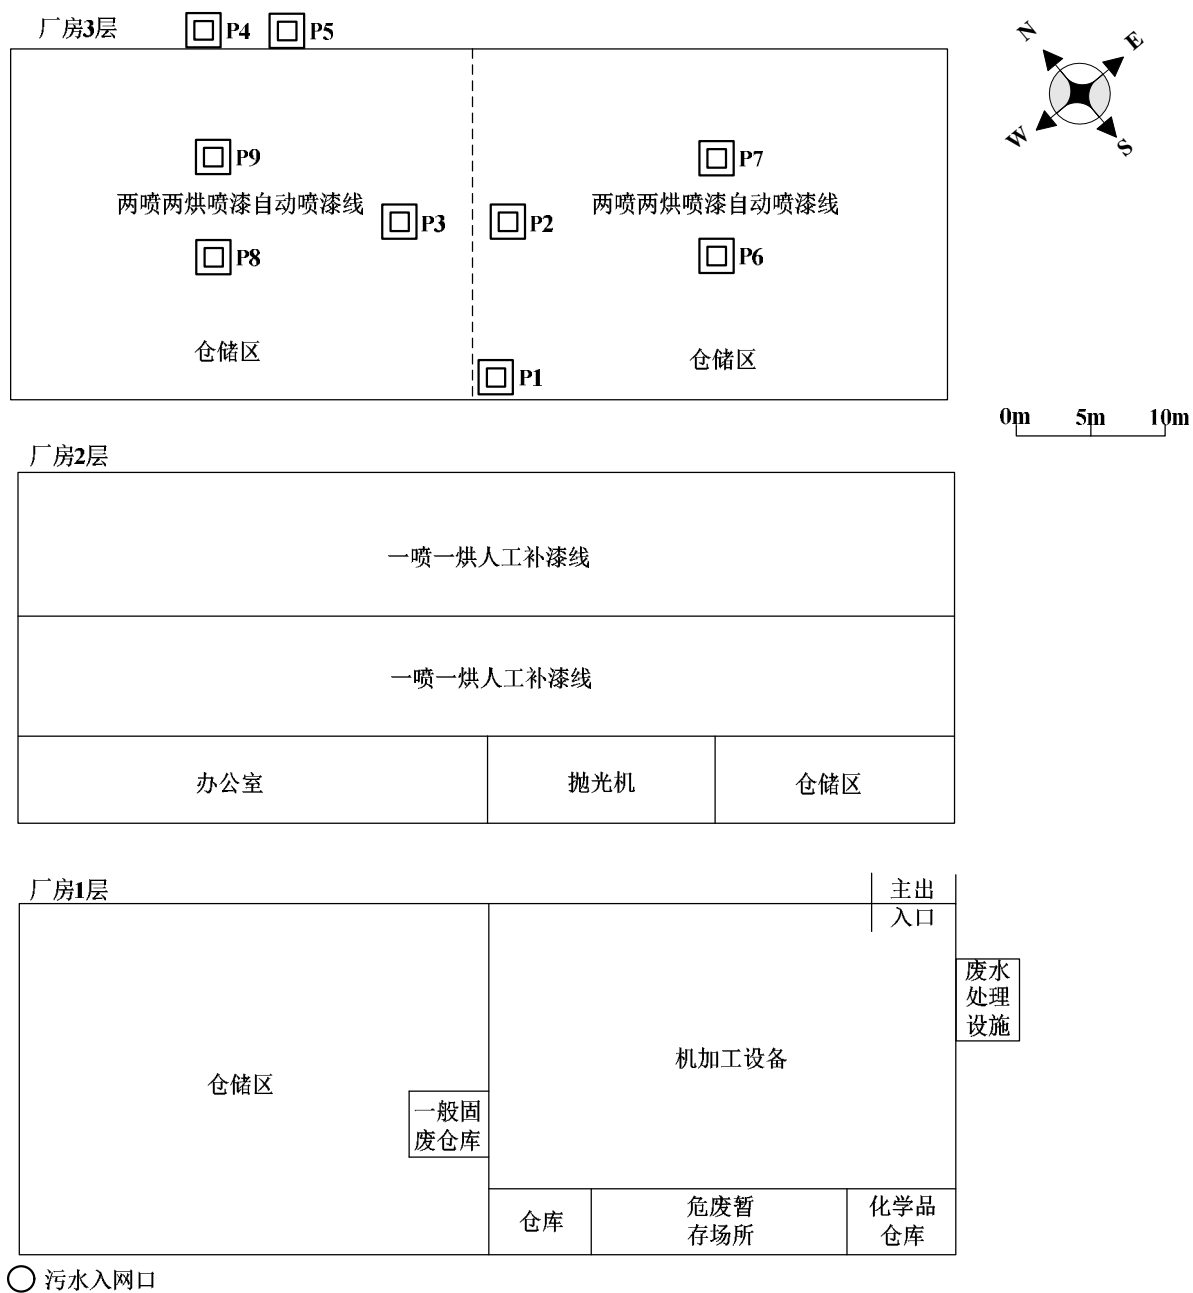 厂房3层
P4
P5
N
E
W
S
P9
P7
两喷两烘喷漆自动喷漆线
两喷两烘喷漆自动喷漆线
P3
P2
P8
P6
仓储区
仓储区
P1
0m 5m 10m
厂房2层
一喷一烘人工补漆线
一喷一烘人工补漆线
办公室
抛光机
仓储区
厂房1层
主出
入口
废水
处理
设施
机加工设备
仓储区
一般固
废仓库
仓库
危废暂
存场所
化学品
仓库
污水入网口